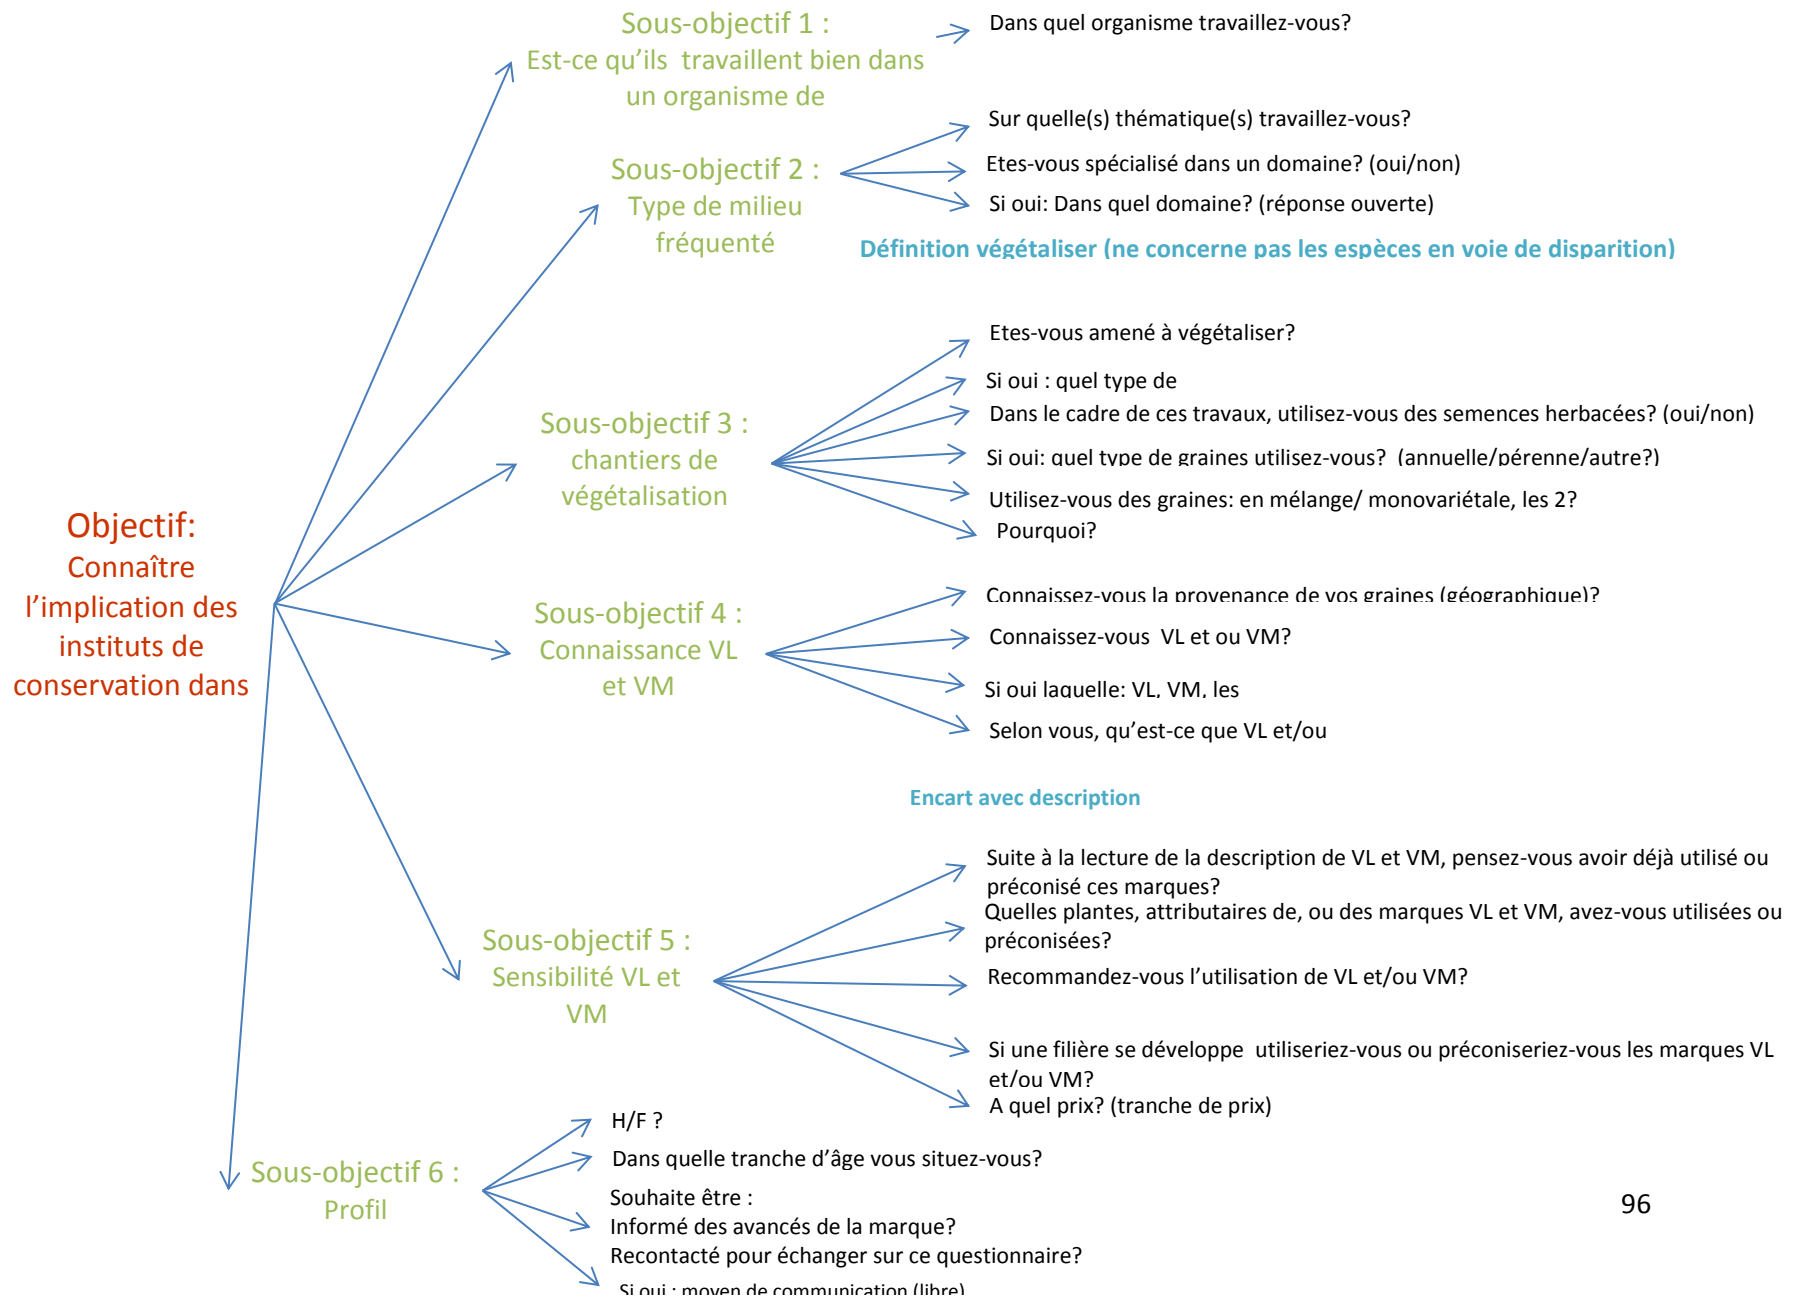 Objectif:
Connaître
l'implication des
instituts de
conservation dans
Sous-objectif 1 :
Est-ce qu'ils travaillent bien dans
un organisme de
Dans quel organisme travaillez-vous?
Sous-objectif 2 :
Type de milieu
fréquenté
Sur quelle(s) thématique(s) travaillez-vous?
Etes-vous spécialisé dans un domaine? (oui/non)
Si oui: Dans quel domaine? (réponse ouverte)
Définition végétaliser (ne concerne pas les espèces en voie de disparition)
Sous-objectif 3 :
chantiers de
végétalisation
Etes-vous amené à végétaliser?
Si oui : quel type de
Dans le cadre de ces travaux, utilisez-vous des semences herbacées? (oui/non)
Si oui: quel type de graines utilisez-vous? (annuelle/pérenne/autre?)
Utilisez-vous des graines: en mélange/ monovariétale, les 2?
Pourquoi?
Sous-objectif 4 :
Connaissance VL
et VM
Connaissez-vous la provenance de vos graines (géographique)?
Connaissez-vous VL et ou VM?
Si oui laquelle: VL, VM, les
Selon vous, qu'est-ce que VL et/ou
Encart avec description
Sous-objectif 5 :
Sensibilité VL et
VM
Suite à la lecture de la description de VL et VM, pensez-vous avoir déjà utilisé ou
préconisé ces marques?
Quelles plantes, attributaires de, ou des marques VL et VM, avez-vous utilisées ou
préconisées?
Recommandez-vous l'utilisation de VL et/ou VM?
Si une filière se développe utiliseriez-vous ou préconiseriez-vous les marques VL
et/ou VM?
A quel prix? (tranche de prix)
Sous-objectif 6 :
Profil
H/F ?
Dans quelle tranche d'âge vous situez-vous?
Souhaite être :
Informé des avancés de la marque?
Recontacté pour échanger sur ce questionnaire?
Si oui : moyen de communication (libre)
96